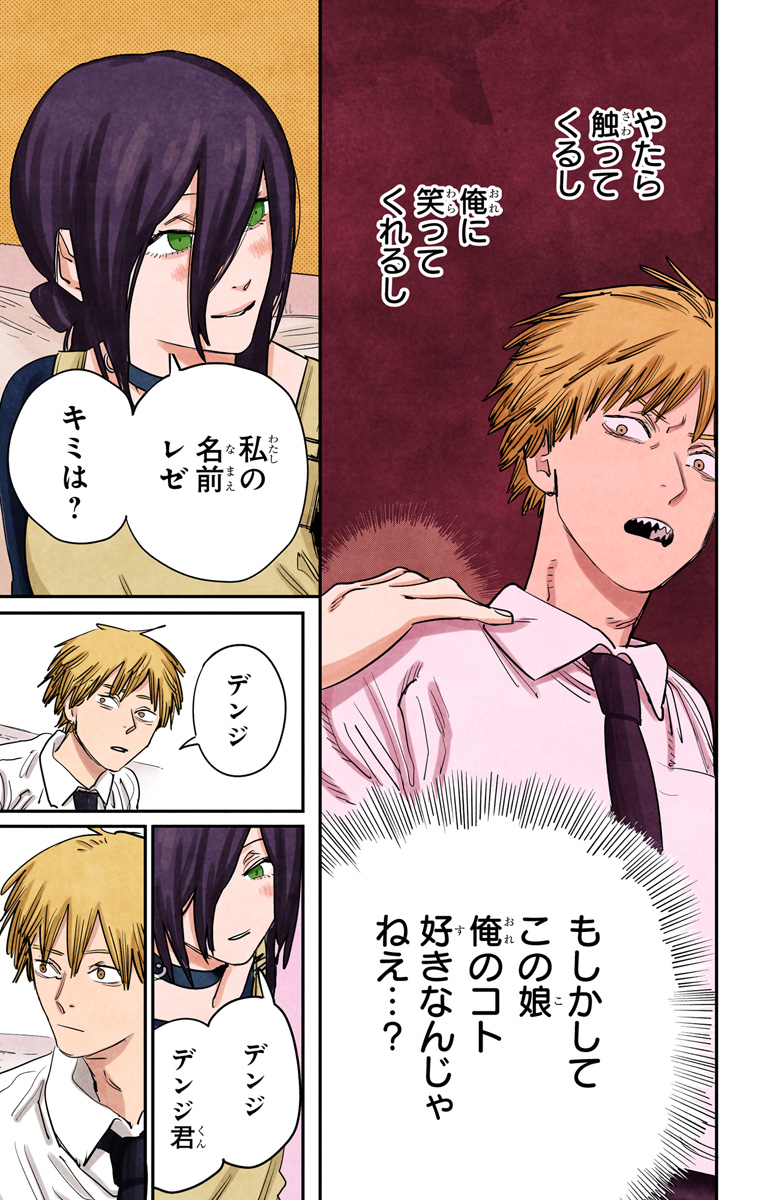 やたら
触って
くるし
俺に
笑って
くれるし
もしかして
この娘
俺のコト
好きなんじゃ
ねえ…?
私の
名前
レゼ
キミは?
デンジ
デンジ
デンジ君